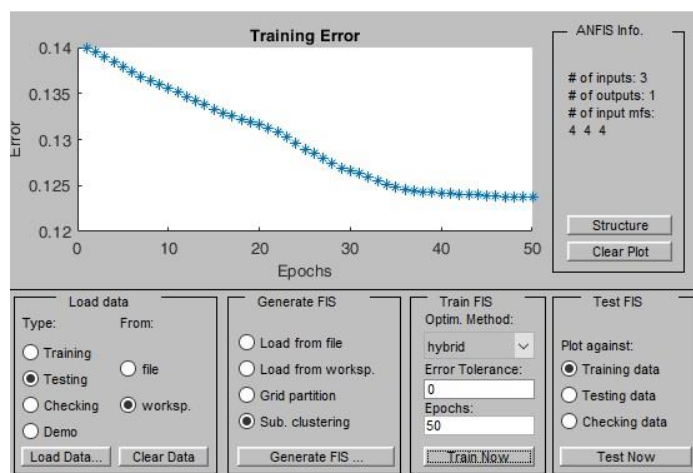 Training Error
0.14
0.135
0.13
0.125
0.12
Error
0 10 20 30 40 50
Epochs
ANFIS Info.
# of inputs: 3
# of outputs: 1
# of input mfs:
4 4 4
Structure
Clear Plot
Load data
Type: From:
Training
Testing
Checking
Demo
file
worksp.
Load Data... Clear Data
Generate FIS
Load from file
Load from worksp.
Grid partition
Sub. clustering
Generate FIS ...
Train FIS
Optim. Method:
hybrid
Error Tolerance:
0
Epochs:
50
Train Now
Test FIS
Plot against:
Training data
Testing data
Checking data
Test Now